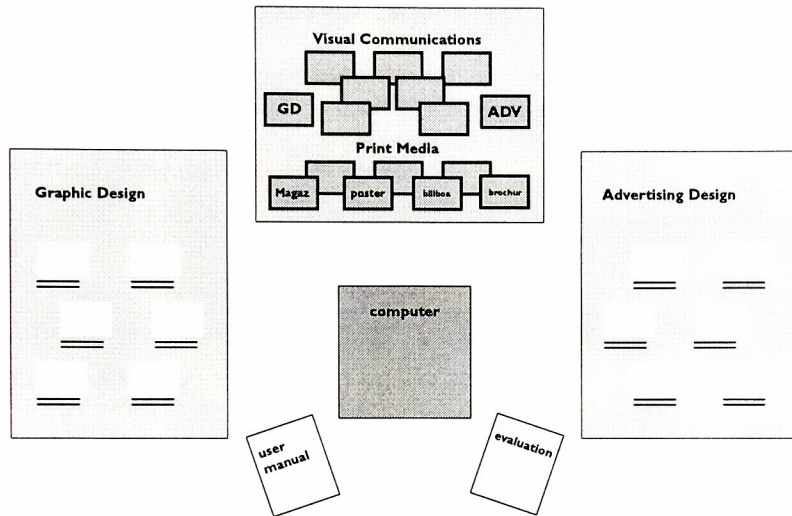 Visual Communications
GD
ADV
Print Media
Magaz
poster
billboa
brochur
Graphic Design
Advertising Design
computer
user
manual
evaluation